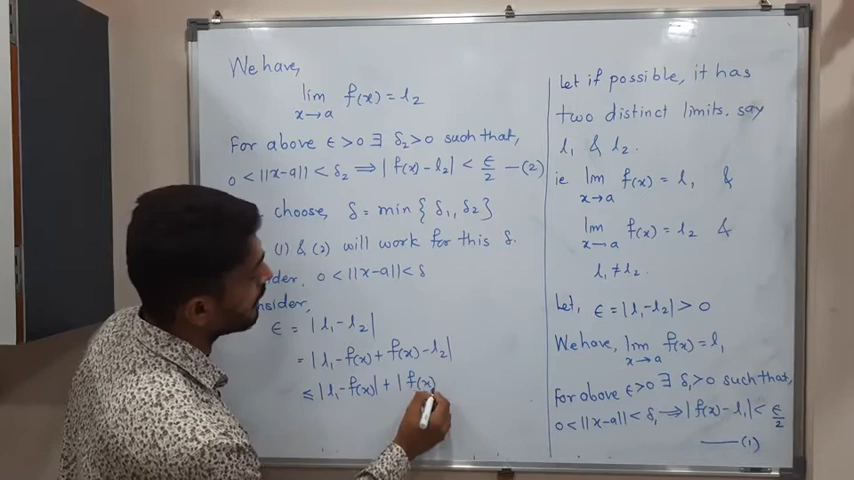 We have,
lim f(x) = l₂
x→a
For above ε>0 ∃ δ₂>0 such that,
0 < ||x-a|| < δ₂ ⟹ |f(x) - l₂| < ε/2 —(2)
choose, δ = min {δ₁, δ₂}
(1) & (2) will work for this δ.
0 < ||x-a|| < δ
ε = |l₁-l₂|
= |l₁-f(x) + f(x)-l₂|
≤ |l₁-f(x)| + |f(x)
Let if possible, it has
two distinct limits, say
l₁ & l₂.
ie lim f(x) = l₁ &
x→a
lim f(x) = l₂ &
x→a
l₁≠l₂.
Let, ε = |l₁-l₂| > 0
We have, lim f(x) = l₁
x→a
For above ε>0 ∃ δ₁>0 such that,
0 < ||x-a|| < δ₁ ⟹ |f(x) - l₁| < ε/2
—(1)